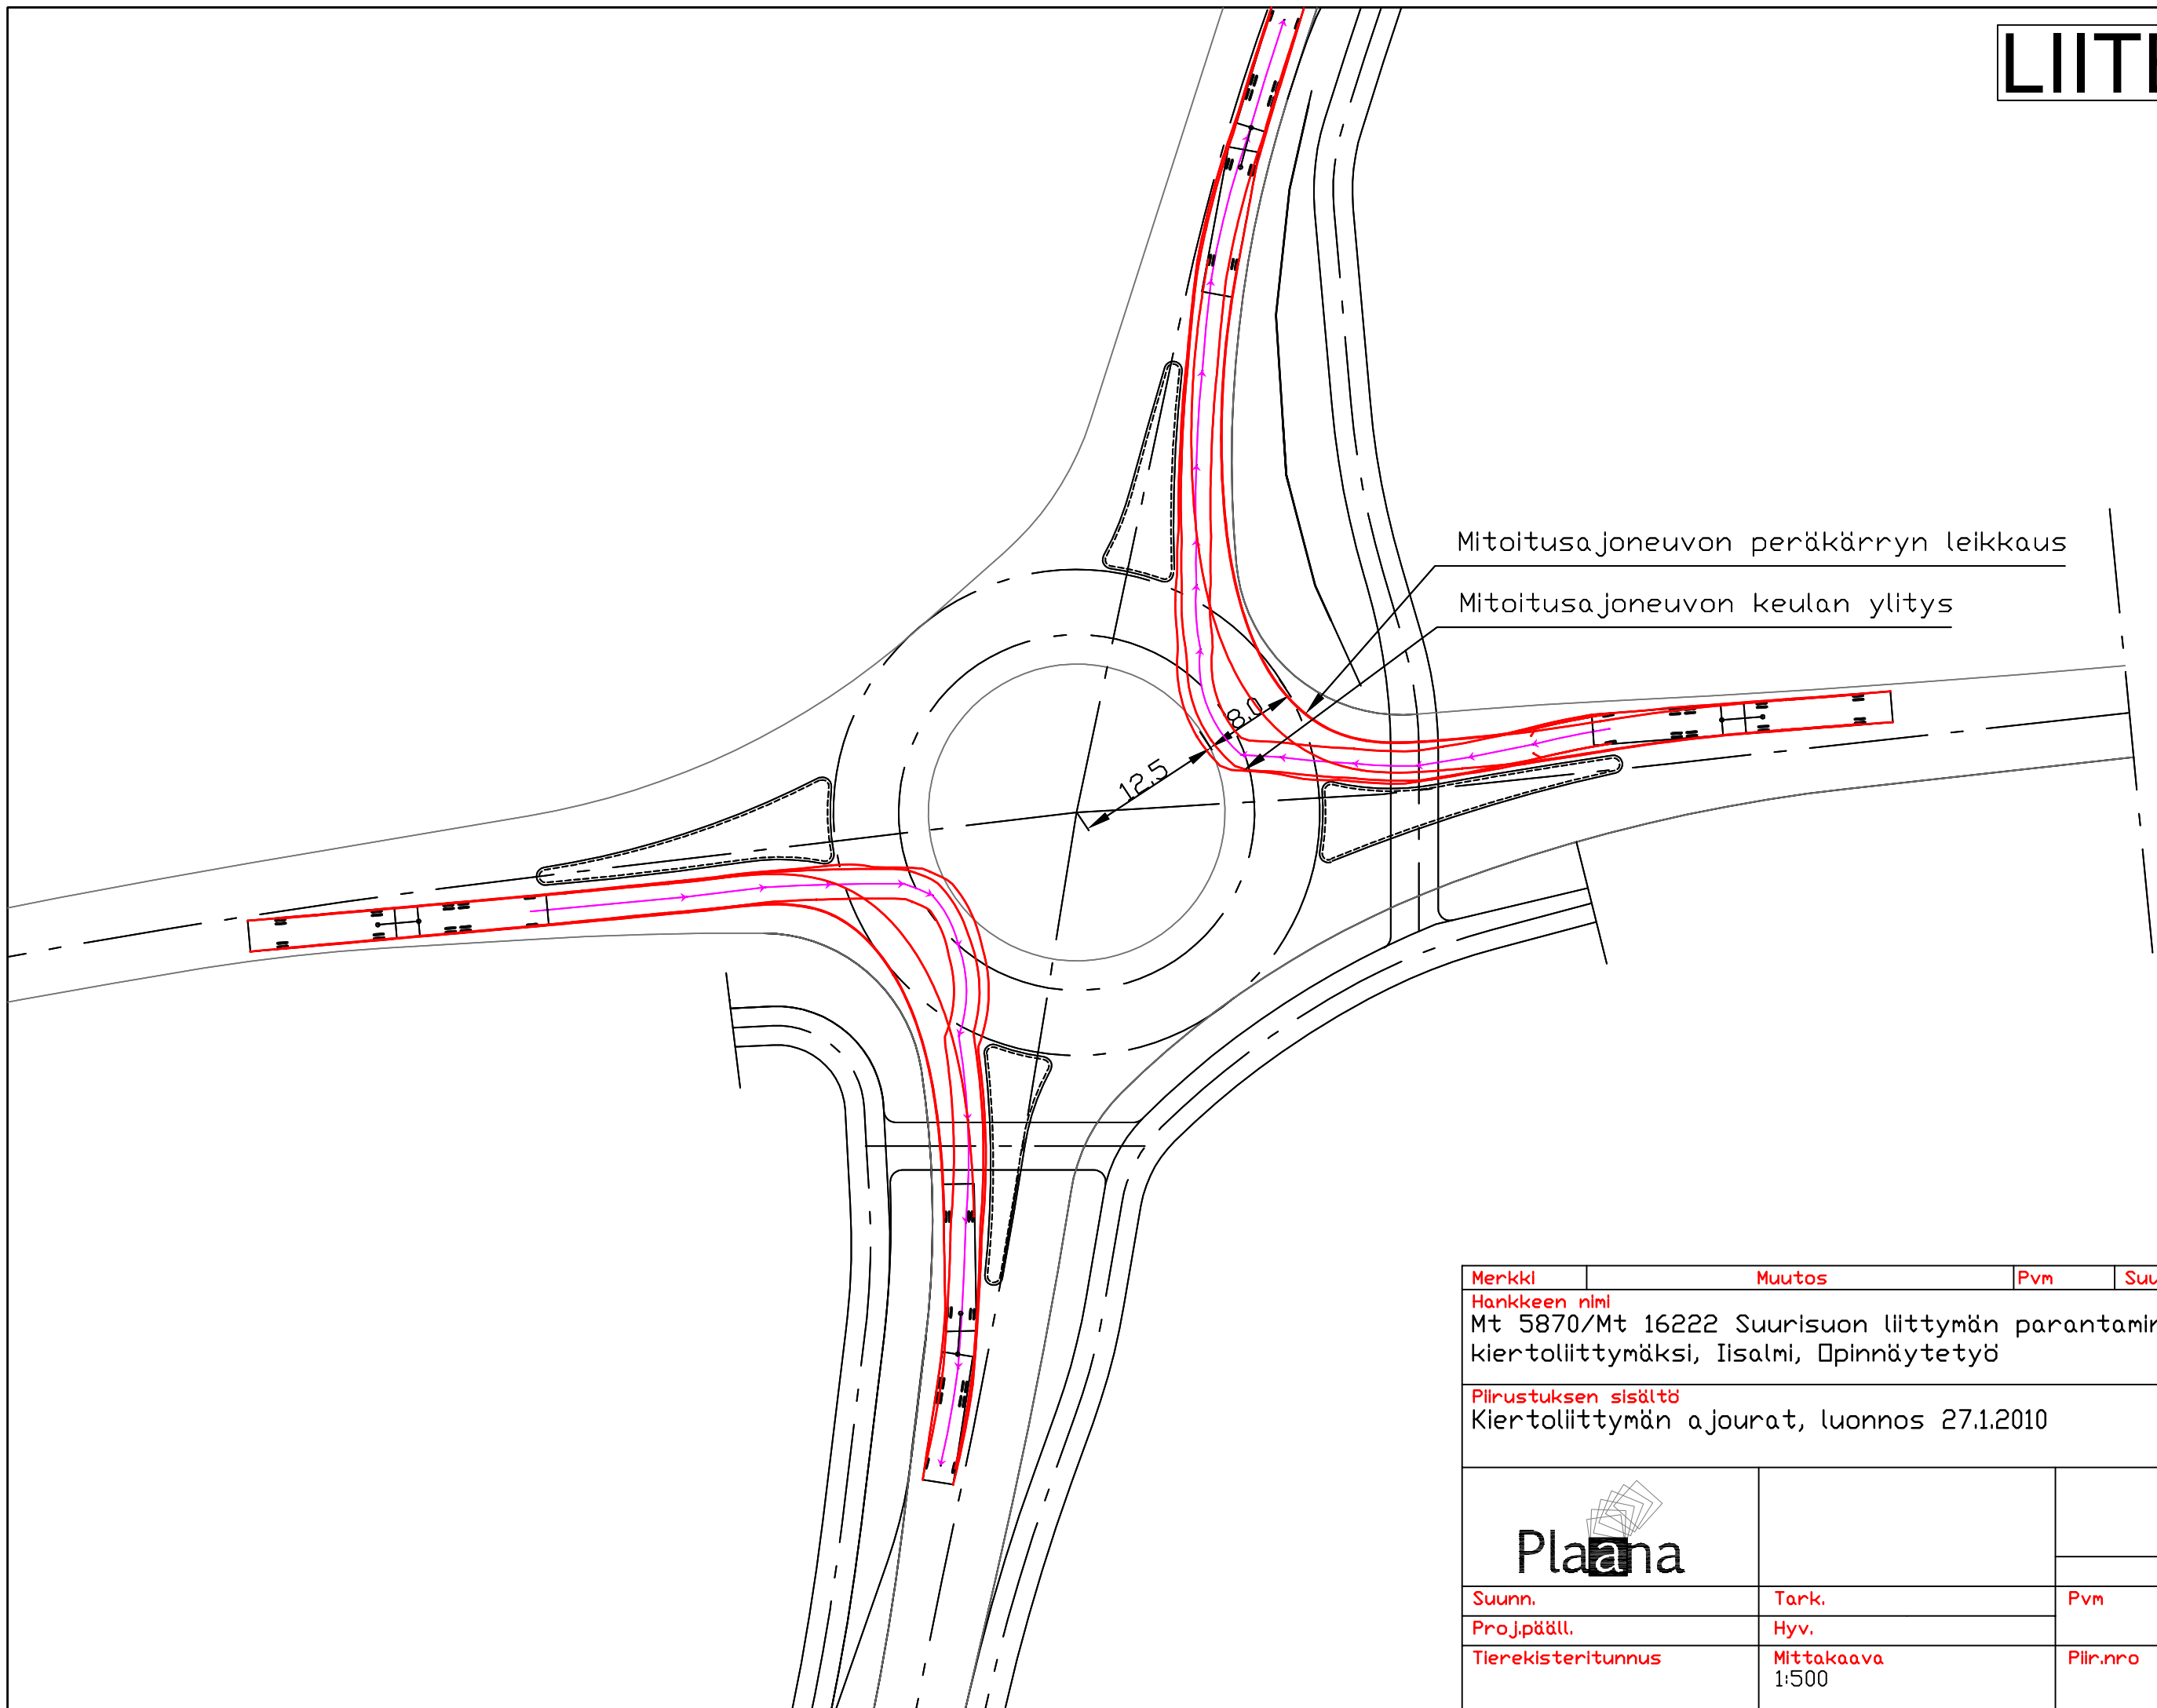 Mitoitusajoneuvon peräkärryn leikkaus
Mitoitusajoneuvon keulan ylitys
8.0
12.5
Merkki Muutos Pvm
Hankkeen nimi
Mt 5870/Mt 16222 Suurisuon liittymän
kiertoliittymäksi, Iisalmi, Opinnäytetyö
Piirustuksen sisältö
Kiertoliittymän ajourat, luonnos 27.1.2010
Plaana
Suunn. Tark. Pvm
Proj.pääll. Hyv.
Tierekisteritunnus Mittakaava Piir.nro
1:500